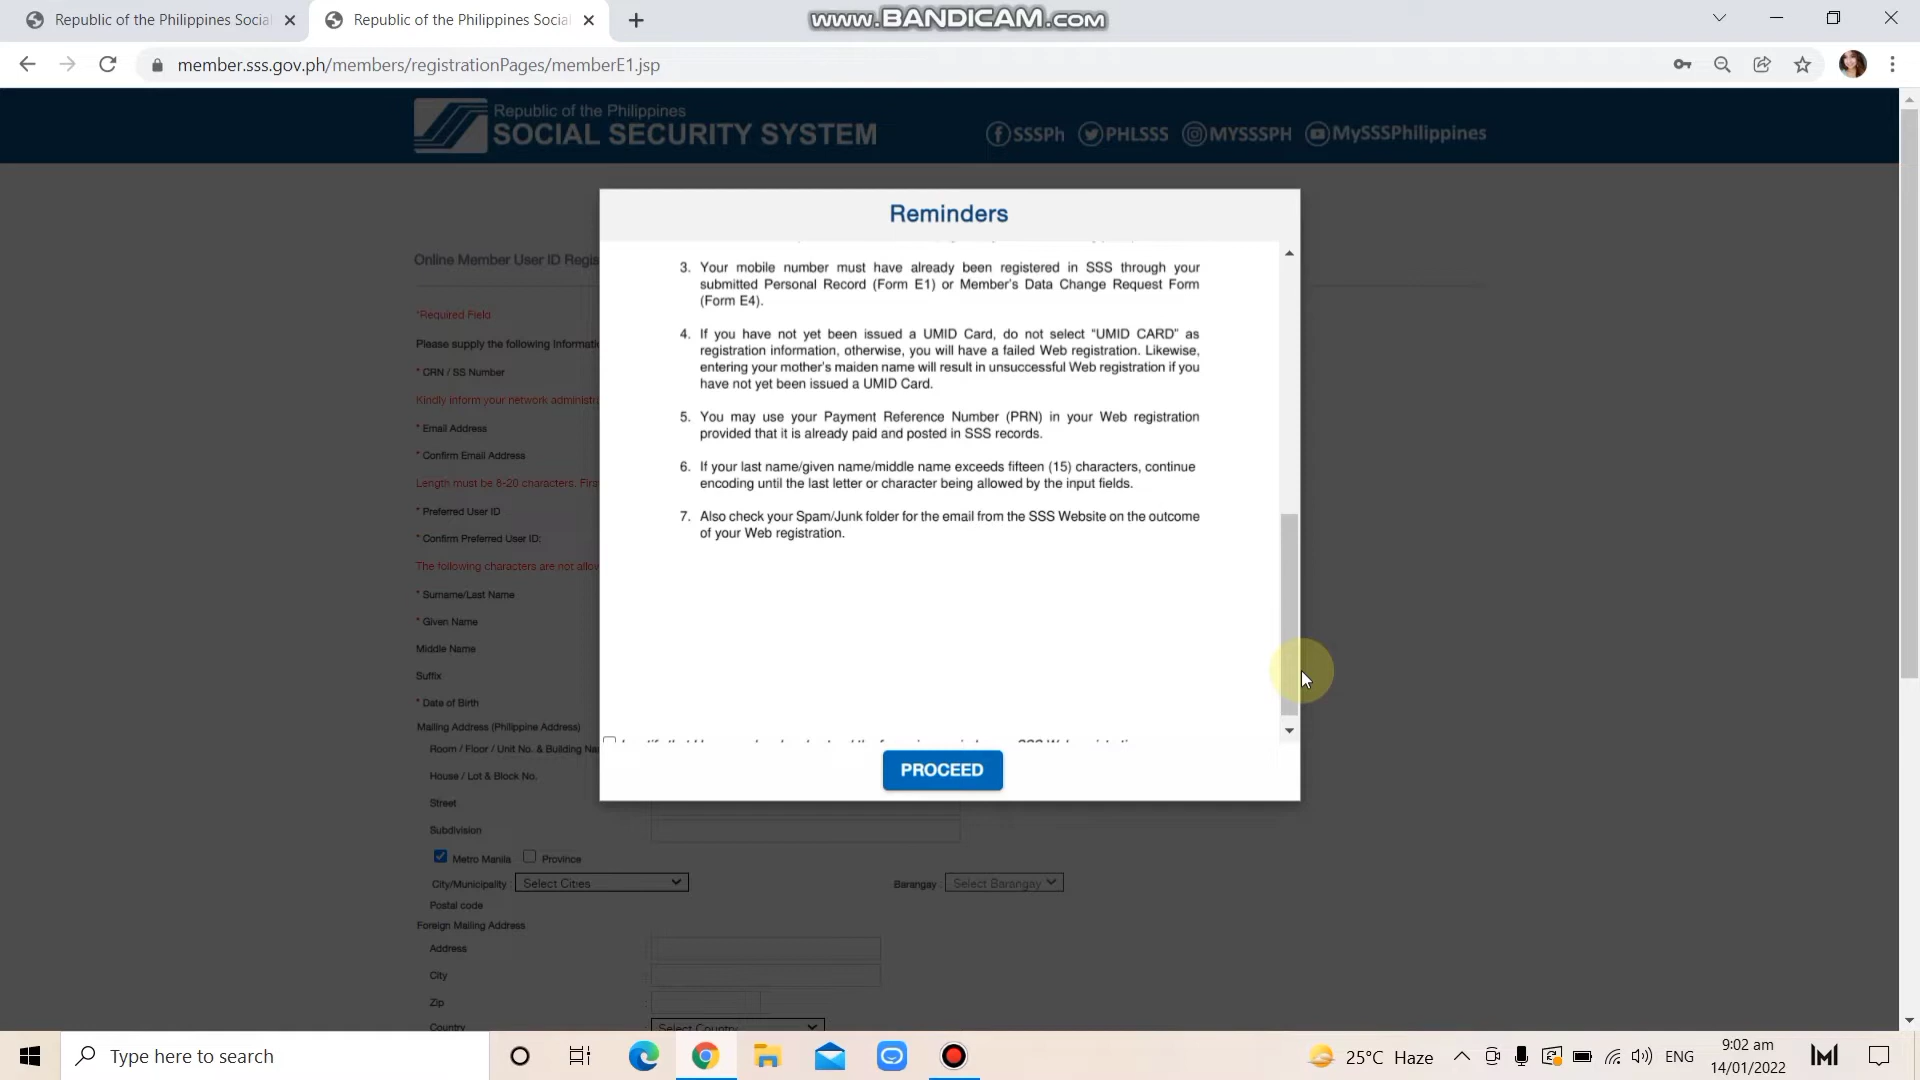 Republic of the Philippines Social
Republic of the Philippines Social
www.BANDICAM.com
member.sss.gov.ph/members/registrationPages/memberE1.jsp
Republic of the Philippines
SOCIAL SECURITY SYSTEM
SSSPh
PHLSSS
MYSSSPH
MySSSPhilippines
Reminders
Online Member User ID Regis
*Required Field
Please supply the following Informati
* CRN / SS Number
Kindly inform your network administra
* Email Address
* Confirm Email Address
Length must be 8-20 characters. Firs
* Preferred User ID
* Confirm Preferred User ID:
The following characters are not allow
* Surname/Last Name
* Given Name
Middle Name
Suffix
* Date of Birth
Mailing Address (Philippine Address)
Room / Floor / Unit No. & Building Na
House / Lot & Block No.
Street
Subdivision
Metro Manila
Province
City/Municipality :
Select Cities
Barangay :
Select Barangay
Postal code
Foreign Mailing Address
Address
City
Zip
Country
Select Country
3. Your mobile number must have already been registered in SSS through your
submitted Personal Record (Form E1) or Member's Data Change Request Form
(Form E4).
4. If you have not yet been issued a UMID Card, do not select "UMID CARD" as
registration information, otherwise, you will have a failed Web registration. Likewise,
entering your mother's maiden name will result in unsuccessful Web registration if you
have not yet been issued a UMID Card.
5. You may use your Payment Reference Number (PRN) in your Web registration
provided that it is already paid and posted in SSS records.
6. If your last name/given name/middle name exceeds fifteen (15) characters, continue
encoding until the last letter or character being allowed by the input fields.
7. Also check your Spam/Junk folder for the email from the SSS Website on the outcome
of your Web registration.
PROCEED
Type here to search
25°C Haze
ENG
9:02 am
14/01/2022